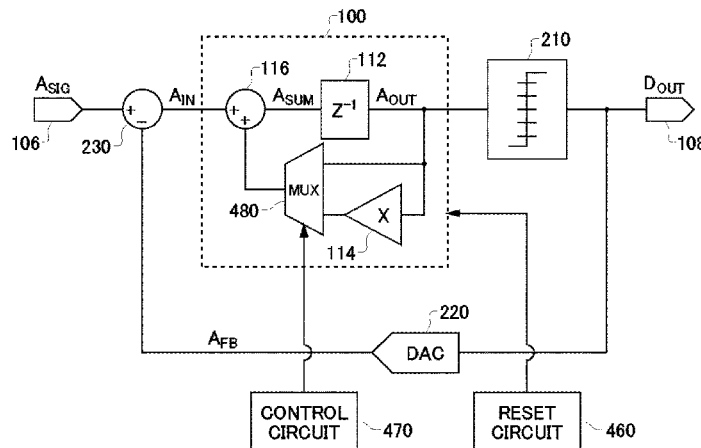 100
210
A_SIG
106
230
A_IN
116
A_SUM
112
Z⁻¹
A_OUT
D_OUT
108
MUX
480
X
114
A_FB
220
DAC
CONTROL
CIRCUIT
470
RESET
CIRCUIT
460